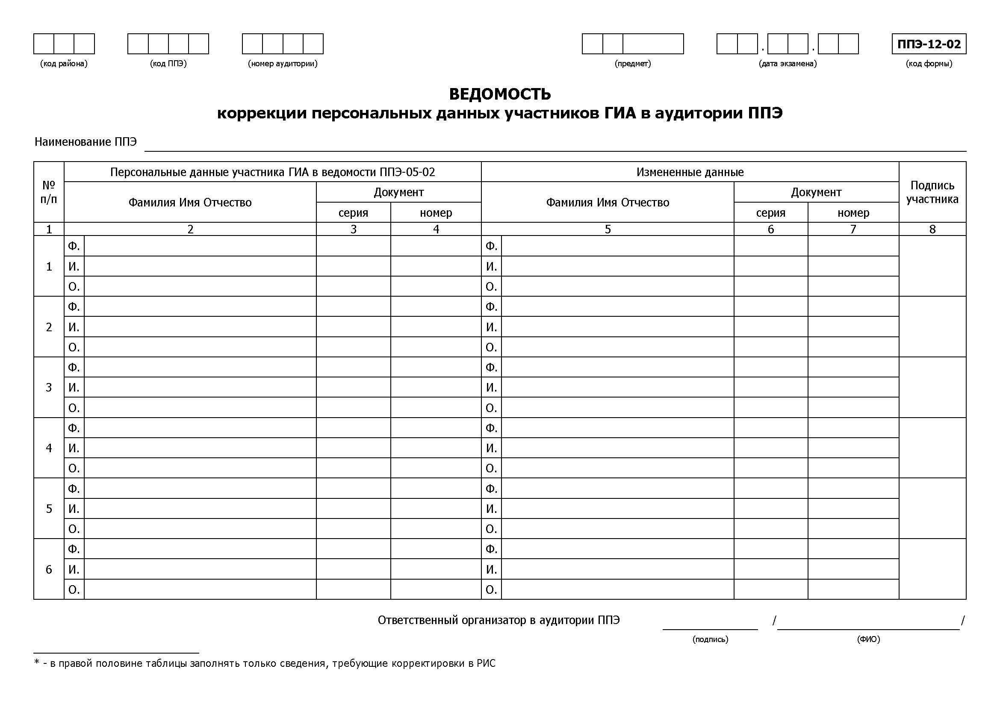 ППЭ-12-02
(код района) (код ППЭ) (номер аудитории) (предмет) . . (дата экзамена) (код формы)
ВЕДОМОСТЬ
коррекции персональных данных участников ГИА в аудитории ППЭ
Наименование ППЭ
№ п/п
Персональные данные участника ГИА в ведомости ППЭ-05-02
Измененные данные
Подпись участника
Фамилия Имя Отчество
Документ
Фамилия Имя Отчество
Документ
серия номер серия номер
1 2 3 4 5 6 7 8
Ф. Ф.
1 И. И.
О. О.
Ф. Ф.
2 И. И.
О. О.
Ф. Ф.
3 И. И.
О. О.
Ф. Ф.
4 И. И.
О. О.
Ф. Ф.
5 И. И.
О. О.
Ф. Ф.
6 И. И.
О. О.
Ответственный организатор в аудитории ППЭ / /
(подпись) (ФИО)
* - в правой половине таблицы заполнять только сведения, требующие корректировки в РИС